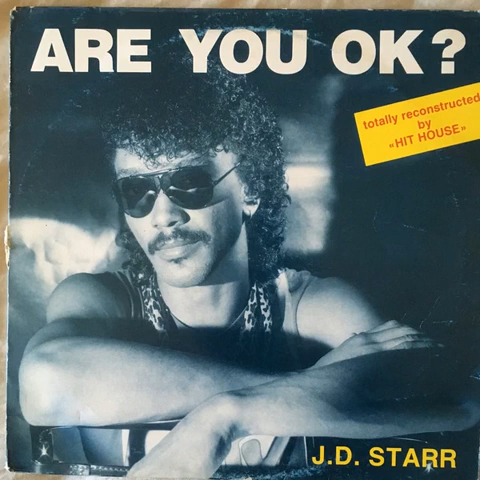 ARE YOU OK?
totally reconstructed
by
«HIT HOUSE»
J.D. STARR